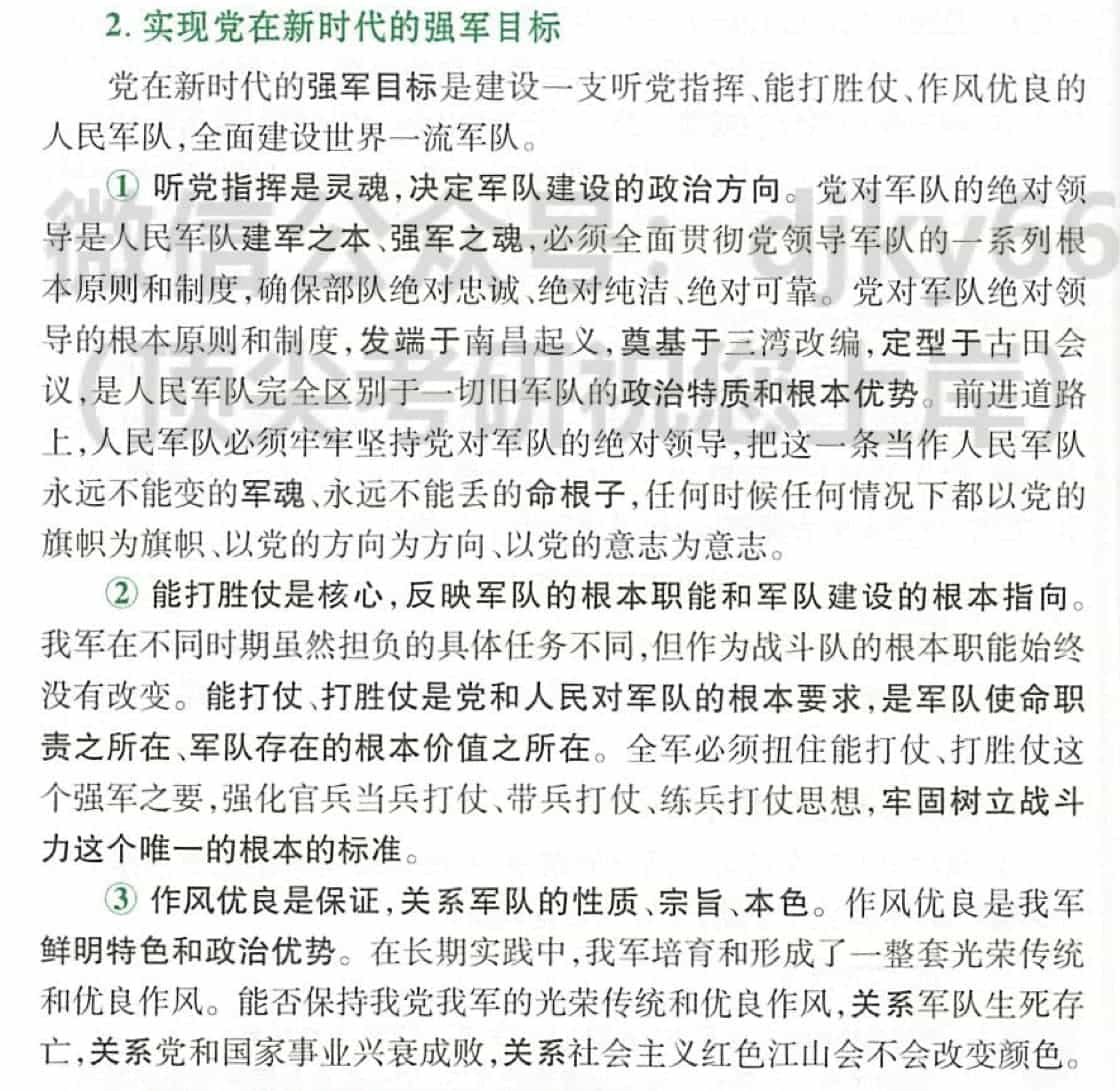 2. 实现党在新时代的强军目标
党在新时代的强军目标是建设一支听党指挥、能打胜仗、作风优良的
人民军队,全面建设世界一流军队。
① 听党指挥是灵魂,决定军队建设的政治方向。党对军队的绝对领
导是人民军队建军之本、强军之魂,必须全面贯彻党领导军队的一系列根
本原则和制度,确保部队绝对忠诚、绝对纯洁、绝对可靠。党对军队绝对领
导的根本原则和制度,发端于南昌起义,奠基于三湾改编,定型于古田会
议,是人民军队完全区别于一切旧军队的政治特质和根本优势。前进道路
上,人民军队必须牢牢坚持党对军队的绝对领导,把这一条当作人民军队
永远不能变的军魂、永远不能丢的命根子,任何时候任何情况下都以党的
旗帜为旗帜、以党的方向为方向、以党的意志为意志。
② 能打胜仗是核心,反映军队的根本职能和军队建设的根本指向。
我军在不同时期虽然担负的具体任务不同,但作为战斗队的根本职能始终
没有改变。能打仗、打胜仗是党和人民对军队的根本要求,是军队使命职
责之所在、军队存在的根本价值之所在。全军必须扭住能打仗、打胜仗这
个强军之要,强化官兵当兵打仗、带兵打仗、练兵打仗思想,牢固树立战斗
力这个唯一的根本的标准。
③ 作风优良是保证,关系军队的性质、宗旨、本色。作风优良是我军
鲜明特色和政治优势。在长期实践中,我军培育和形成了一整套光荣传统
和优良作风。能否保持我党我军的光荣传统和优良作风,关系军队生死存
亡,关系党和国家事业兴衰成败,关系社会主义红色江山会不会改变颜色。
微信公众号: djky66
(顶尖考研祝您上岸)